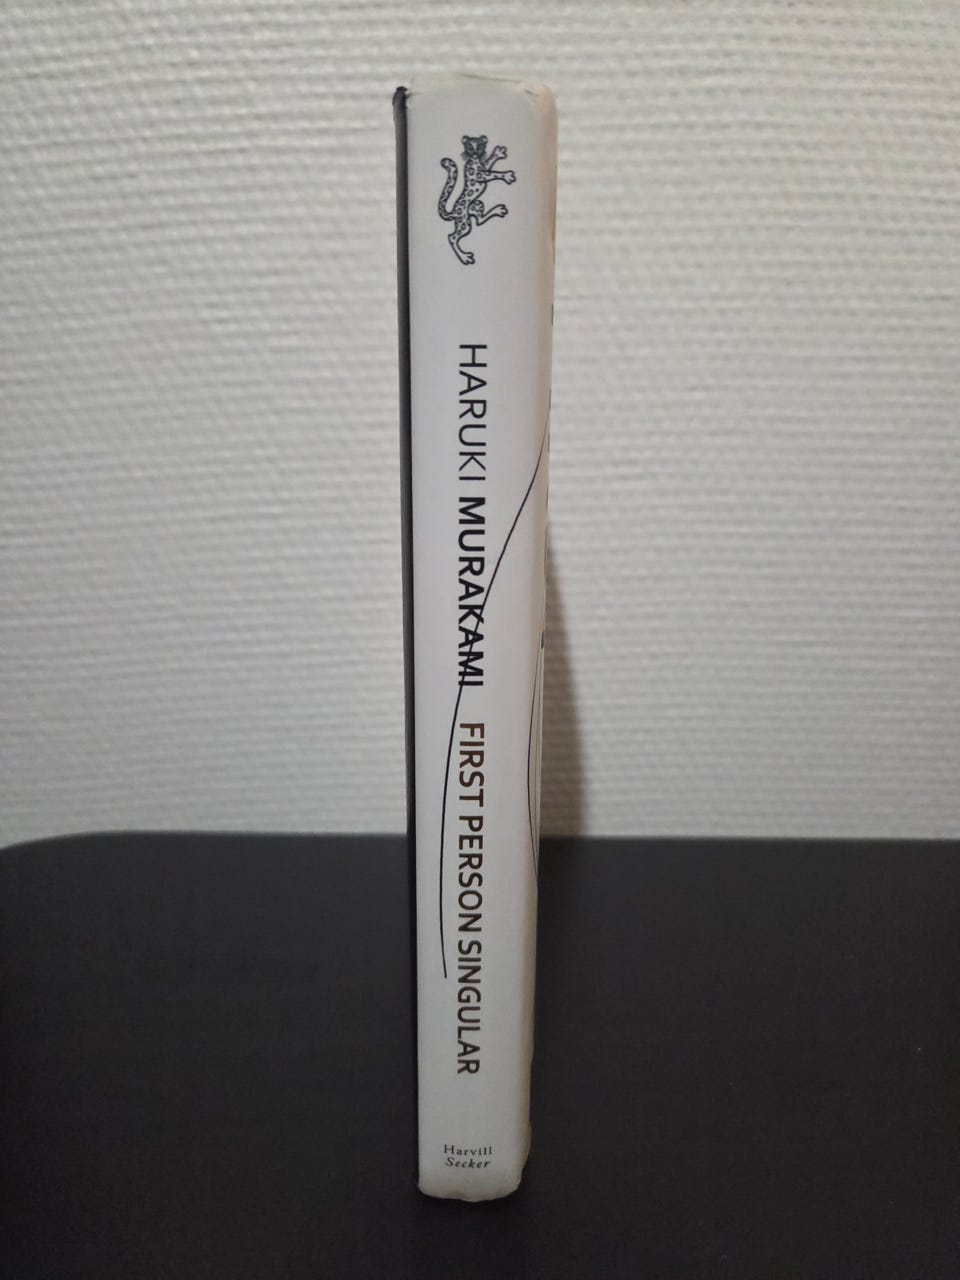 HARUKI MURAKAMI FIRST PERSON SINGULAR
Harvill
Secker